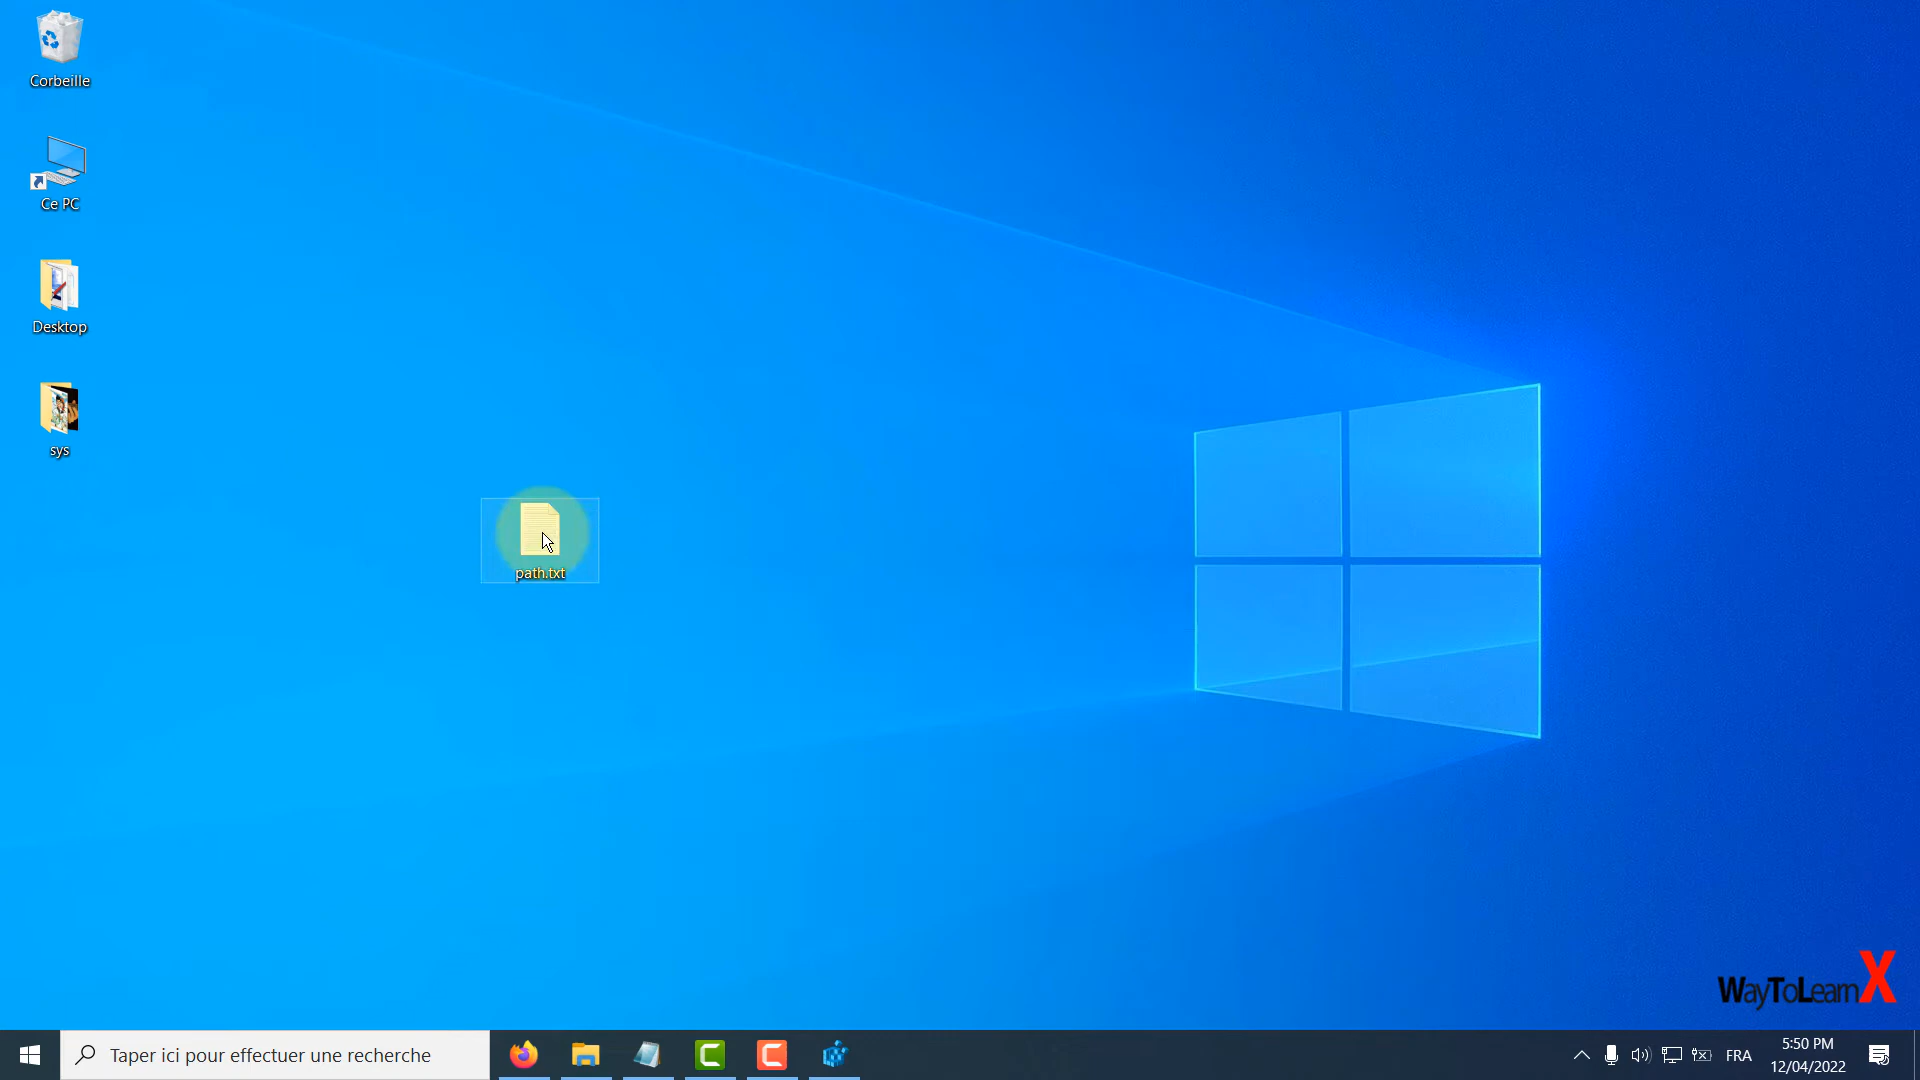 Corbeille
Ce PC
Desktop
sys
path.txt
WayToLearnX
Taper ici pour effectuer une recherche
FRA
5:50 PM
12/04/2022